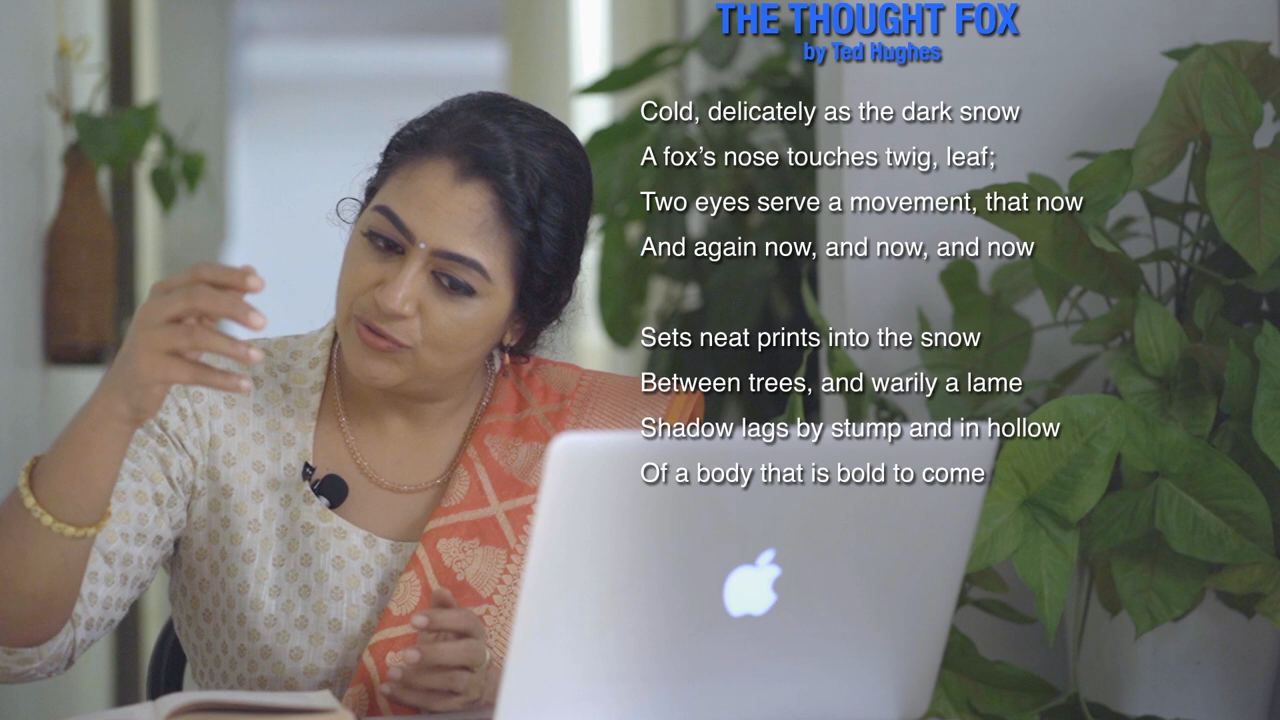 THE THOUGHT FOX
by Ted Hughes
Cold, delicately as the dark snow
A fox’s nose touches twig, leaf;
Two eyes serve a movement, that now
And again now, and now, and now
Sets neat prints into the snow
Between trees, and warily a lame
Shadow lags by stump and in hollow
Of a body that is bold to come